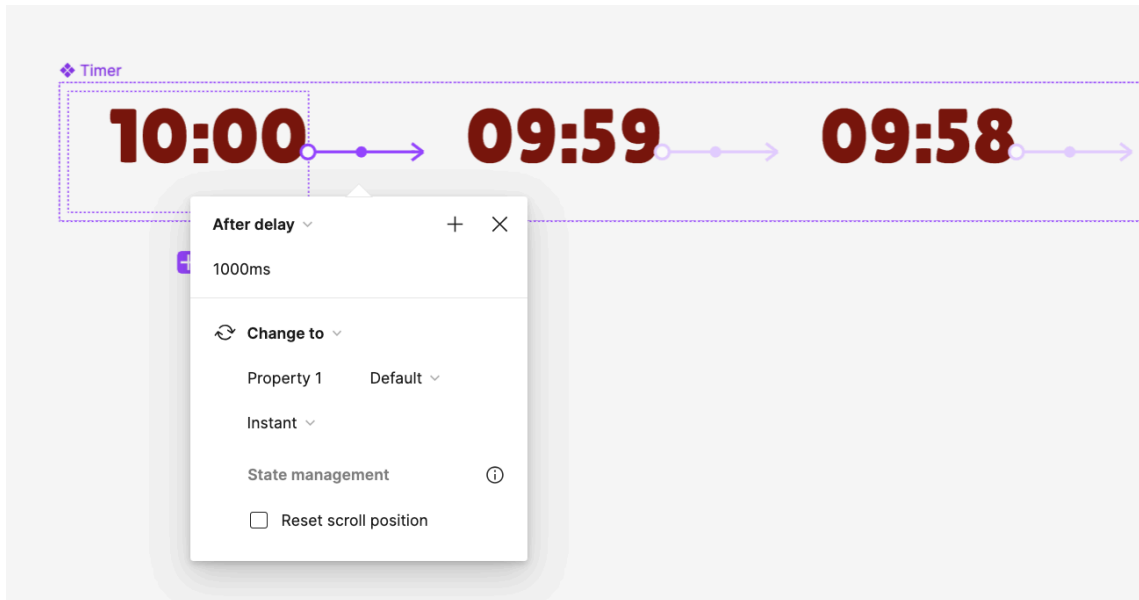 Timer
10:00 09:59 09:58
After delay
1000ms
Change to
Property 1 Default
Instant
State management
Reset scroll position